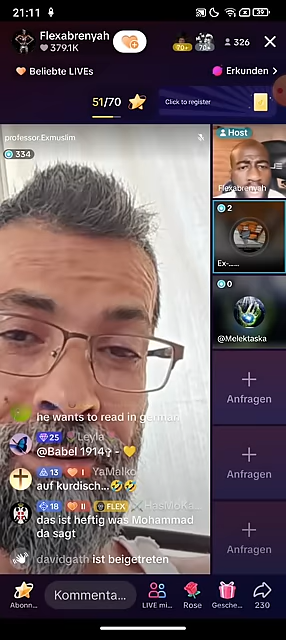 21:11
39
Flexabrenyah
379.1K
70+
70+
326
Beliebte LIVEs
Erkunden >
51/70
Click to register
professor.Exmuslim
334
Host
Flexabrenyah
2
Ex-......
0
@Melektaska
Anfragen
Anfragen
Anfragen
he wants to read in german
25 Leyla
@Babel 1914
13 I YaMalko
auf kurdisch...🤣🤣
18 II FLEX
das ist heftig was Mohammad
da sagt
davidgath ist beigetreten
Abonn...
Kommenta...
LIVE mi...
Rose
Gesche...
230